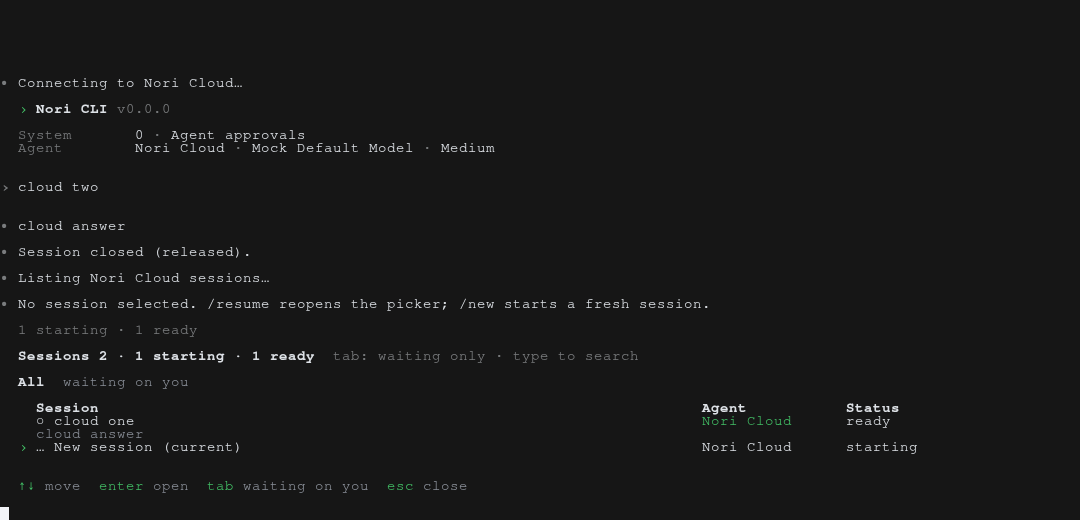 • Connecting to Nori Cloud…
› Nori CLI v0.0.0
System 0 · Agent approvals
Agent Nori Cloud · Mock Default Model · Medium
› cloud two
• cloud answer
• Session closed (released).
• Listing Nori Cloud sessions…
• No session selected. /resume reopens the picker; /new starts a fresh session.
1 starting · 1 ready
Sessions 2 · 1 starting · 1 ready  tab: waiting only · type to search
All  waiting on you
Session Agent Status
○ cloud one Nori Cloud ready
cloud answer
› … New session (current) Nori Cloud starting
↑↓ move  enter open  tab waiting on you  esc close